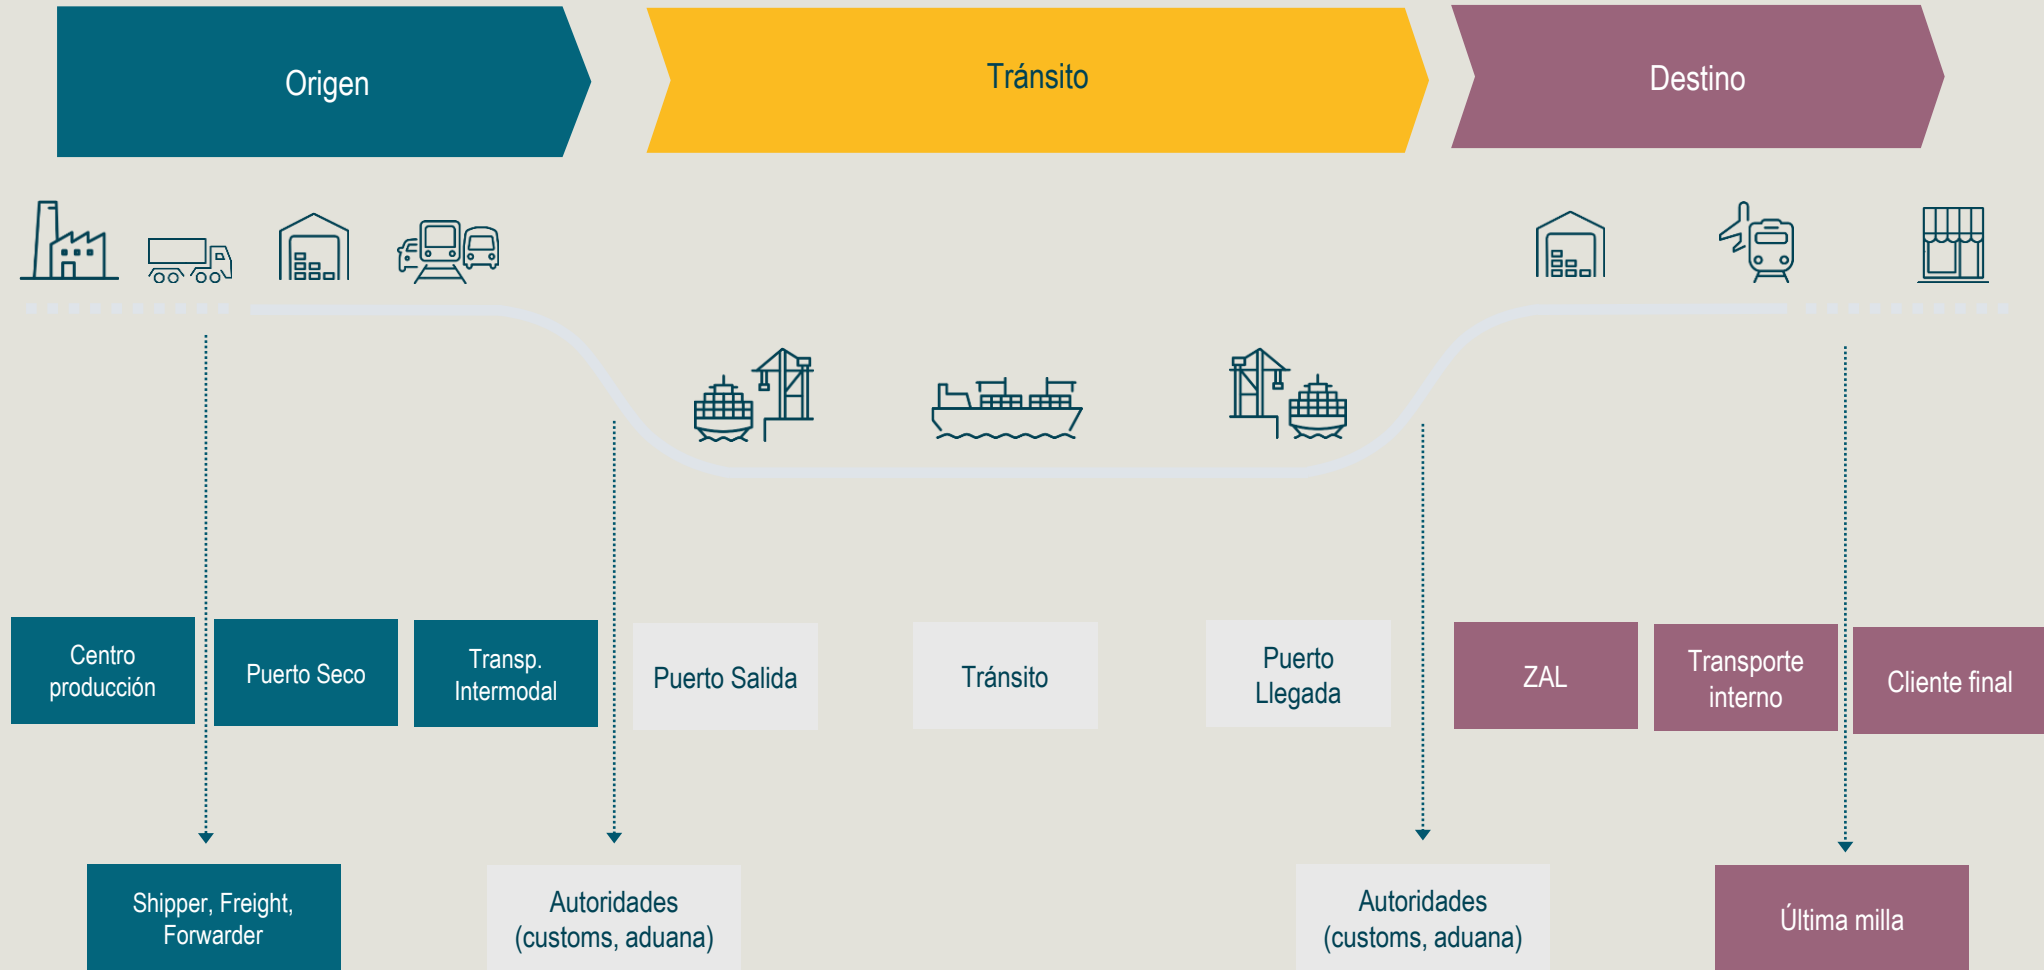 Origen
Tránsito
Destino
Centro
producción
Puerto Seco
Transp.
Intermodal
Puerto Salida
Tránsito
Puerto
Llegada
ZAL
Transporte
interno
Cliente final
Shipper, Freight,
Forwarder
Autoridades
(customs, aduana)
Autoridades
(customs, aduana)
Última milla